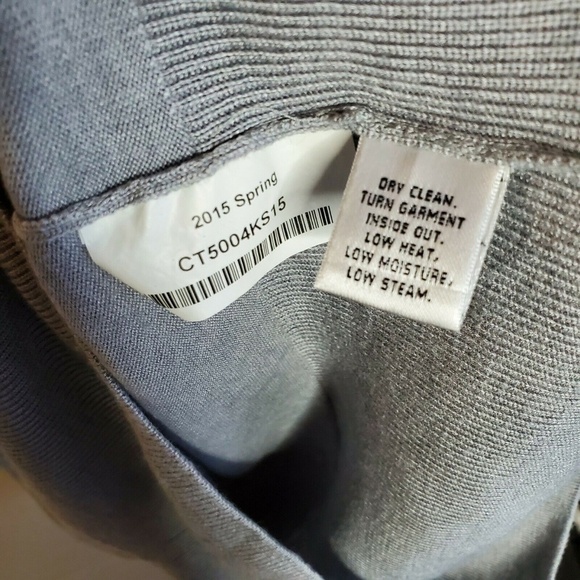 2015 Spring
CT5004KS15
DRY CLEAN.
TURN GARMENT
INSIDE OUT.
LOW HEAT,
LOW MOISTURE,
LOW STEAM.